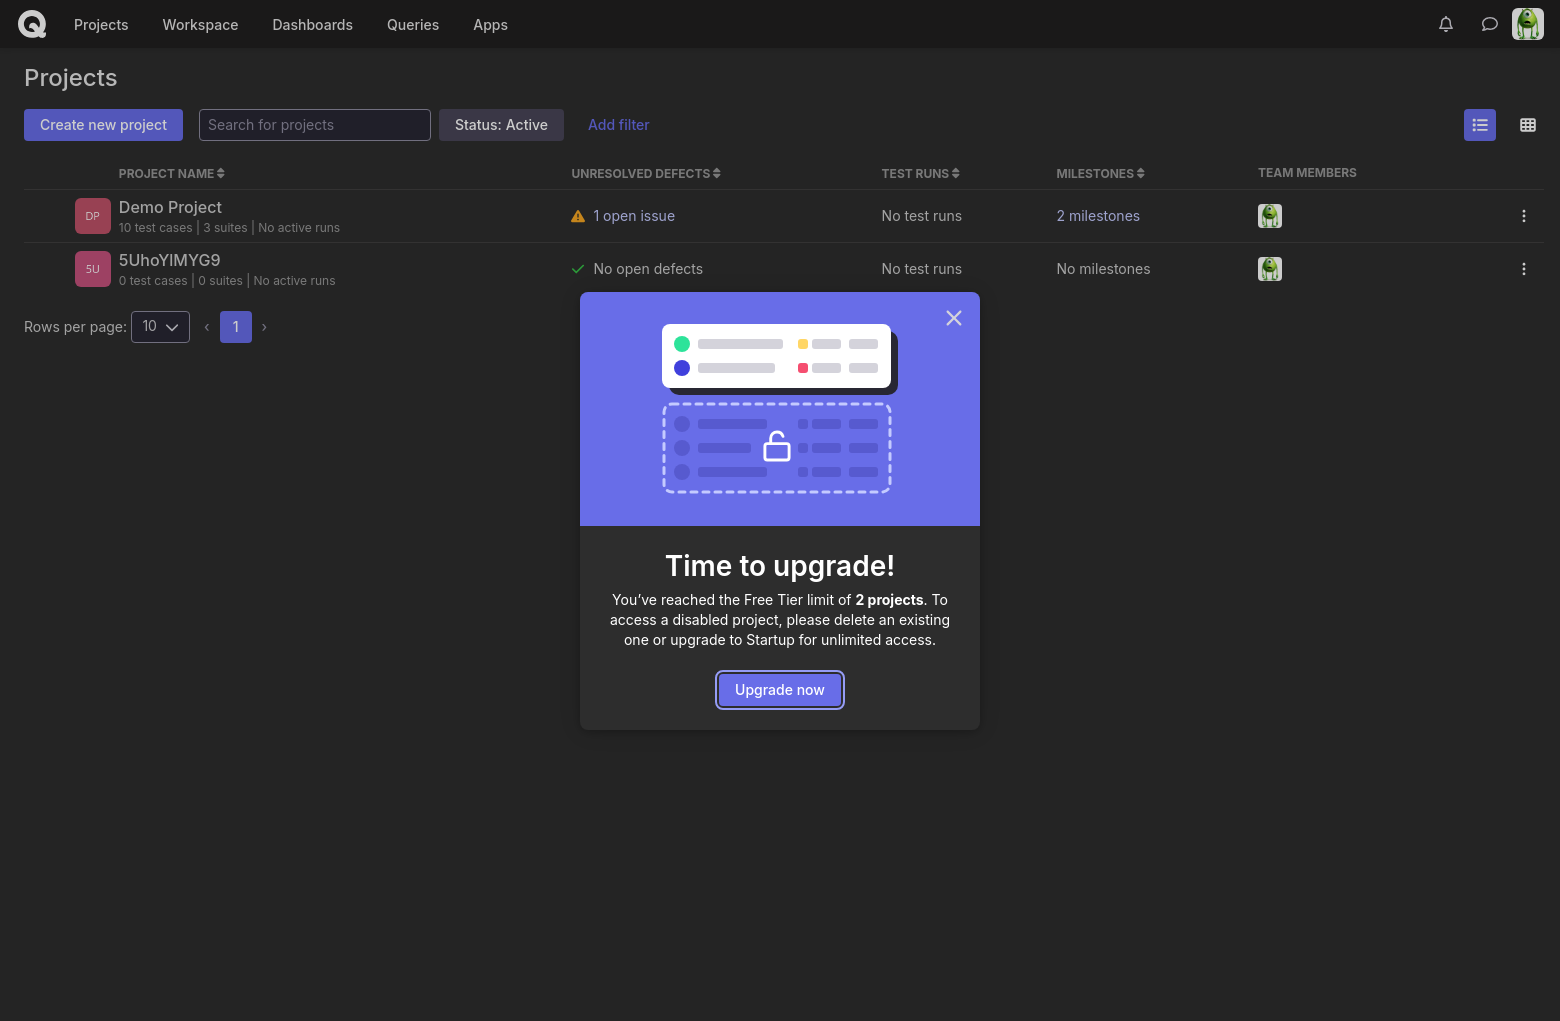 Projects Workspace Dashboards Queries Apps
Projects
Create new project Search for projects Status: Active Add filter
PROJECT NAME UNRESOLVED DEFECTS TEST RUNS MILESTONES TEAM MEMBERS
DP Demo Project 1 open issue No test runs 2 milestones
10 test cases | 3 suites | No active runs
5U 5UhoYIMYG9 No open defects No test runs No milestones
0 test cases | 0 suites | No active runs
Rows per page: 10 ‹ 1 ›
Time to upgrade!
You’ve reached the Free Tier limit of 2 projects. To
access a disabled project, please delete an existing
one or upgrade to Startup for unlimited access.
Upgrade now